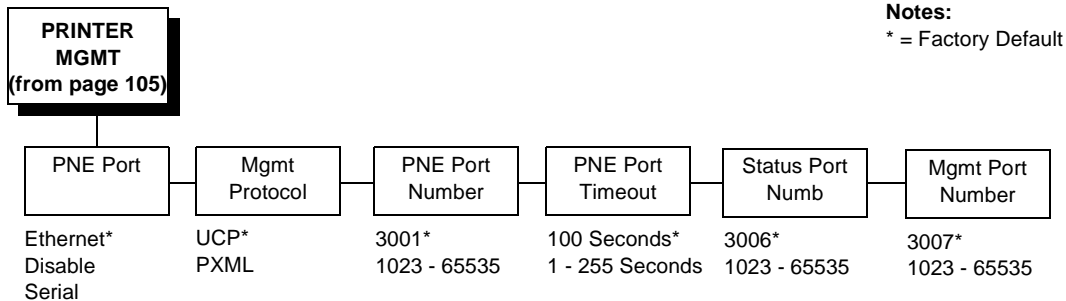 PRINTER
MGMT
(from page 105)
Notes:
* = Factory Default
PNE Port
Mgmt
Protocol
PNE Port
Number
PNE Port
Timeout
Status Port
Numb
Mgmt Port
Number
Ethernet*
Disable
Serial
UCP*
PXML
3001*
1023 - 65535
100 Seconds*
1 - 255 Seconds
3006*
1023 - 65535
3007*
1023 - 65535